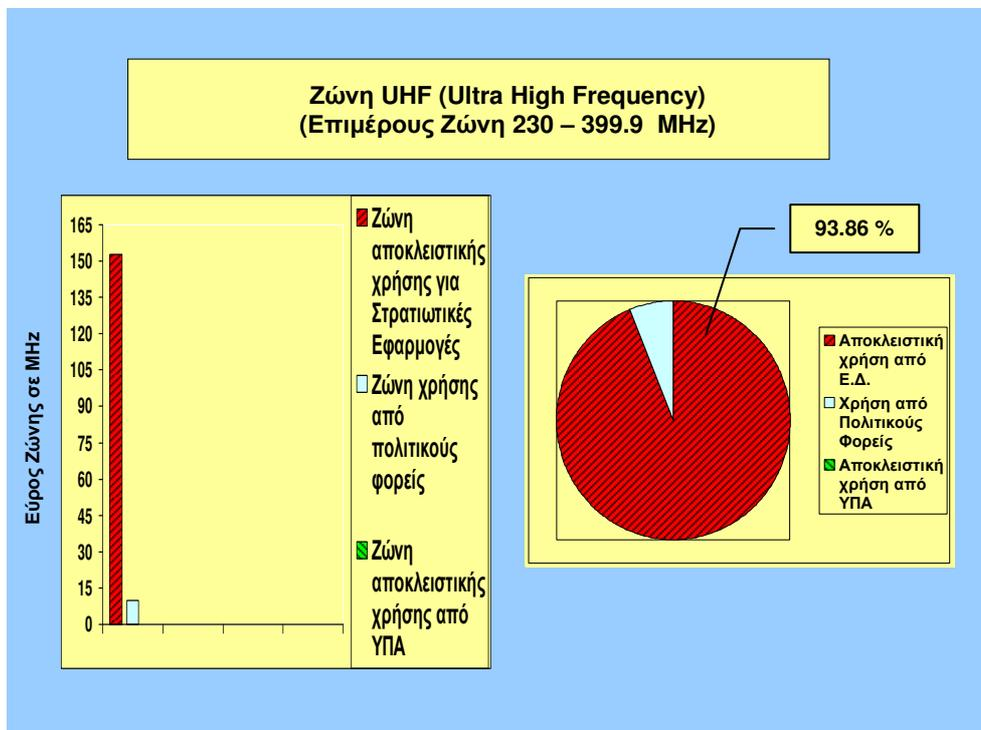 Ζώνη UHF (Ultra High Frequency)
(Επιμέρους Ζώνη 230 – 399.9 MHz)
Εύρος Ζώνης σε MHz
165
150
135
120
105
90
75
60
45
30
15
0
Ζώνη
αποκλειστικής
χρήσης για
Στρατιωτικές
Εφαρμογές
Ζώνη χρήσης
από
πολιτικούς
φορείς
Ζώνη
αποκλειστικής
χρήσης από
ΥΠΑ
93.86 %
Αποκλειστική
χρήση από
Ε.Δ.
Χρήση από
Πολιτικούς
Φορείς
Αποκλειστική
χρήση από
ΥΠΑ